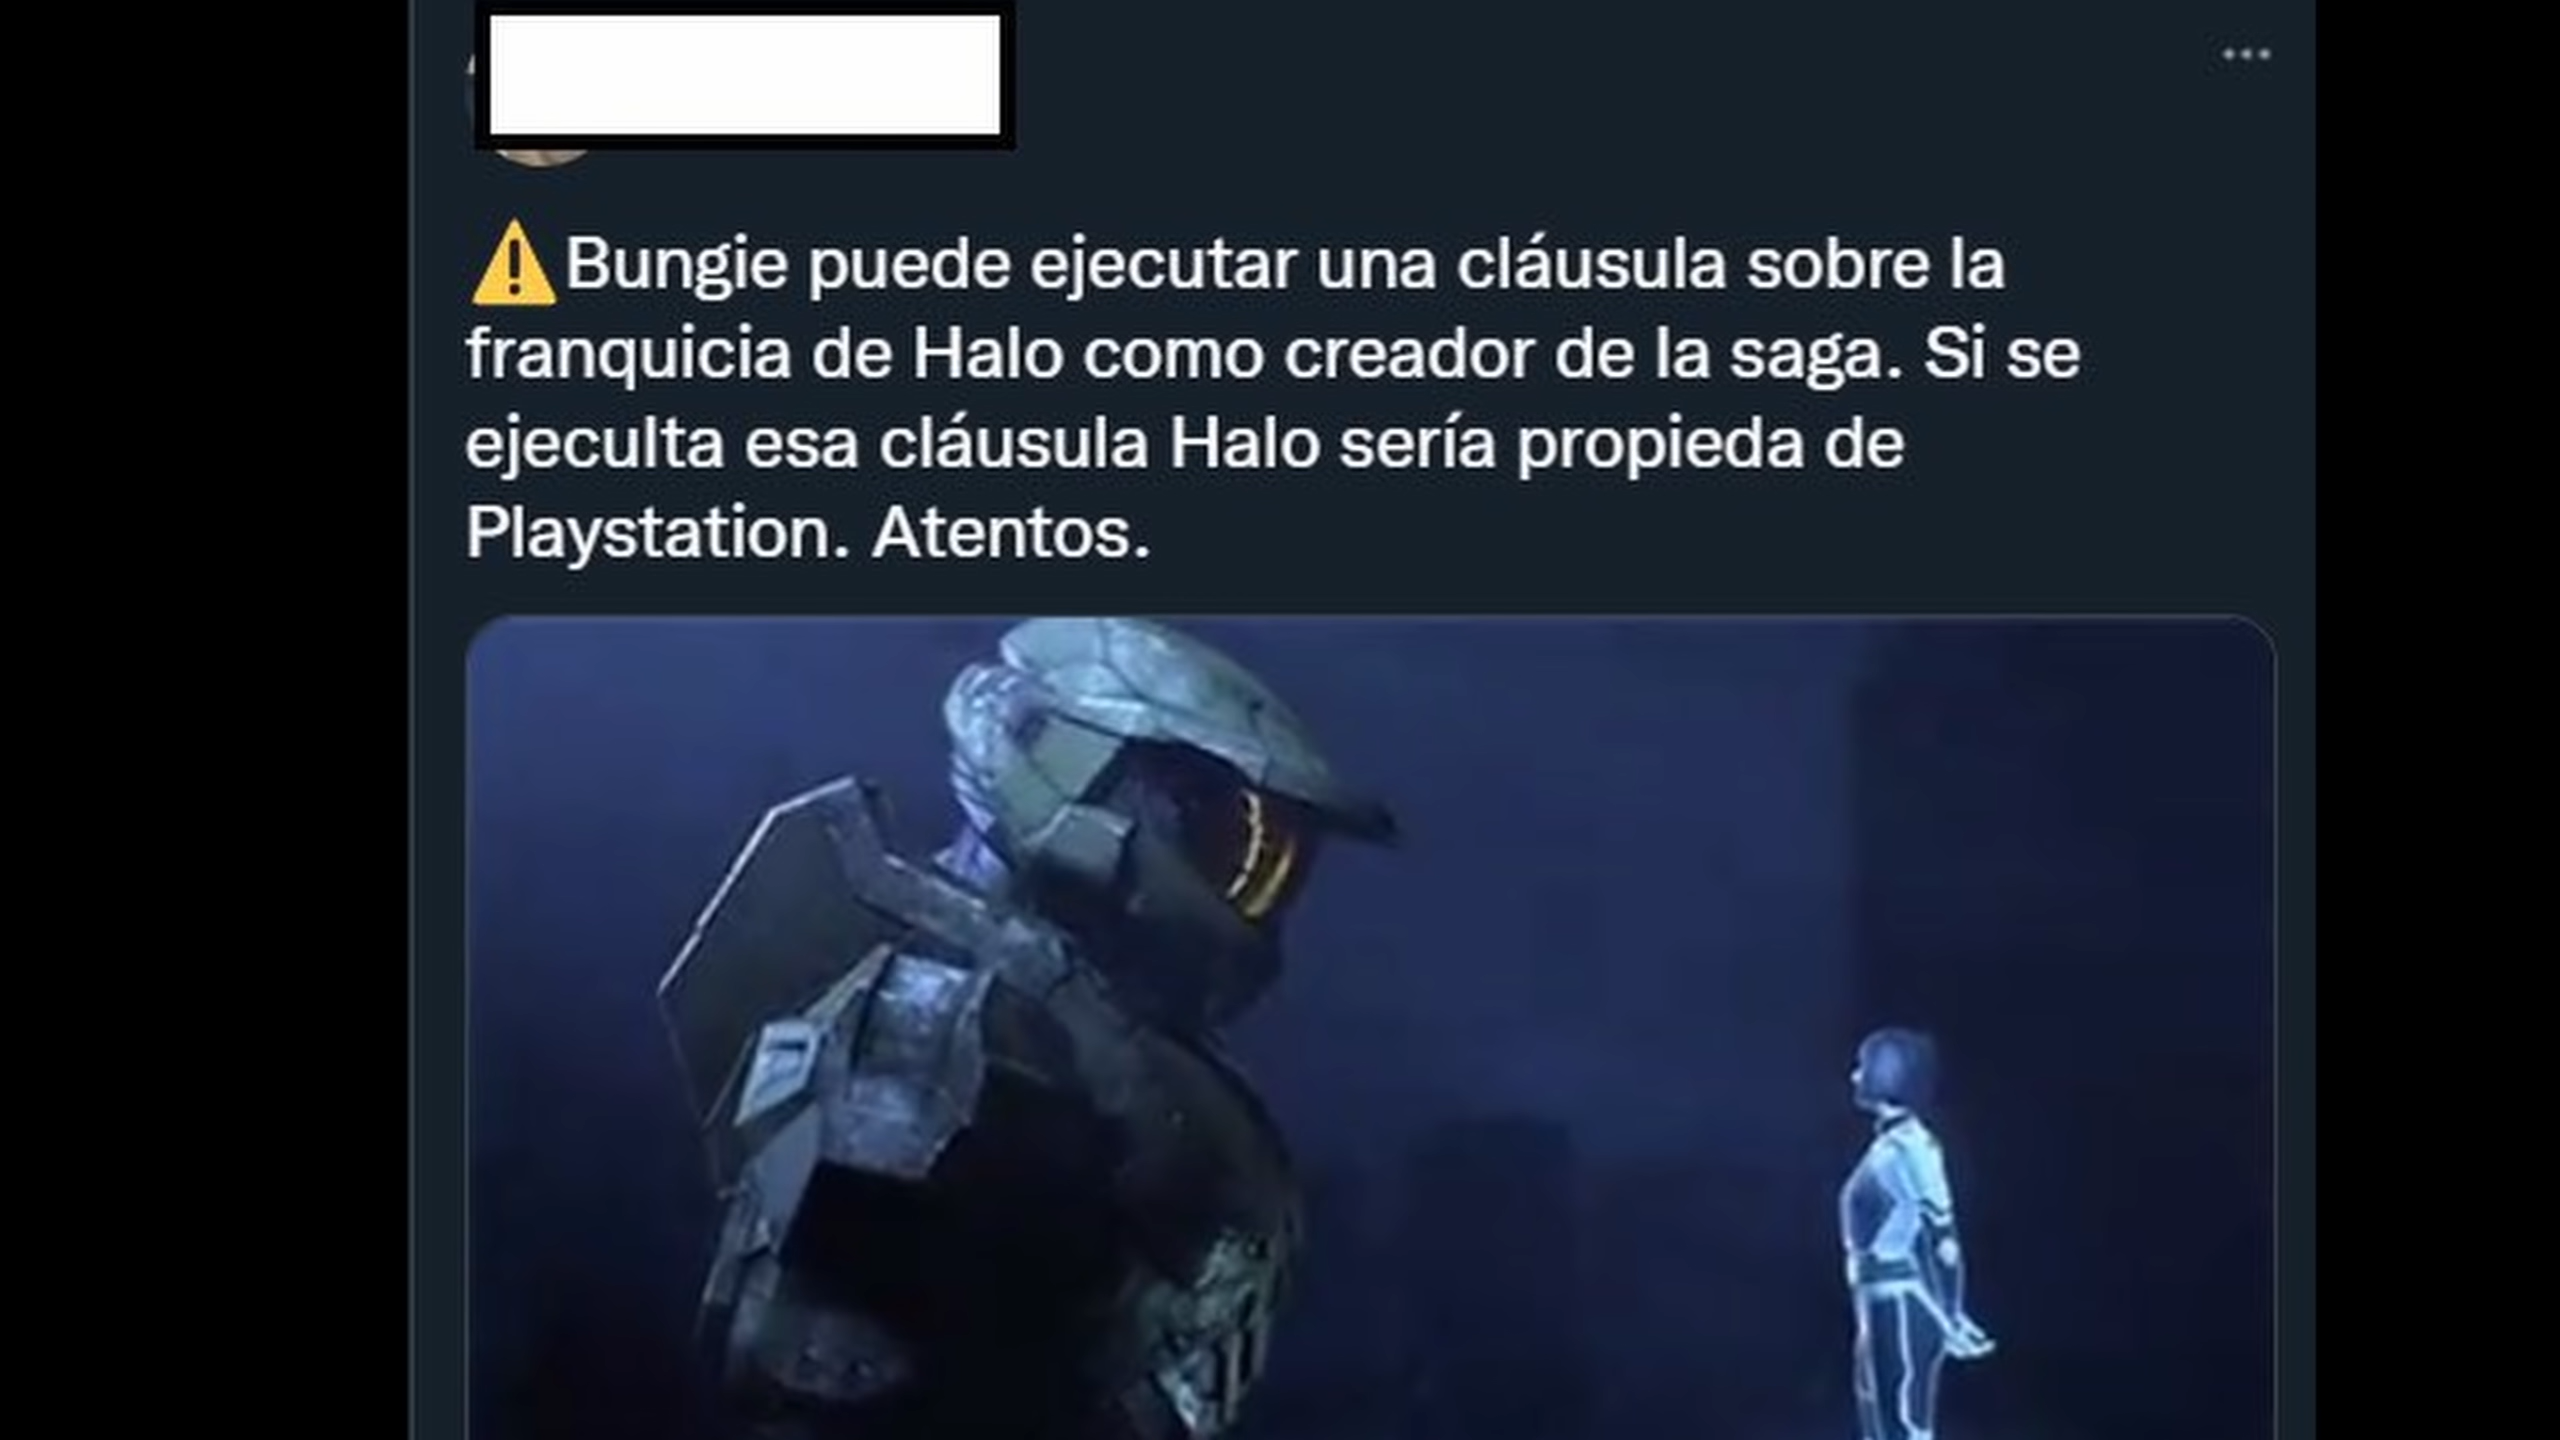 ⚠️Bungie puede ejecutar una cláusula sobre la
franquicia de Halo como creador de la saga. Si se
ejeculta esa cláusula Halo sería propieda de
Playstation. Atentos.